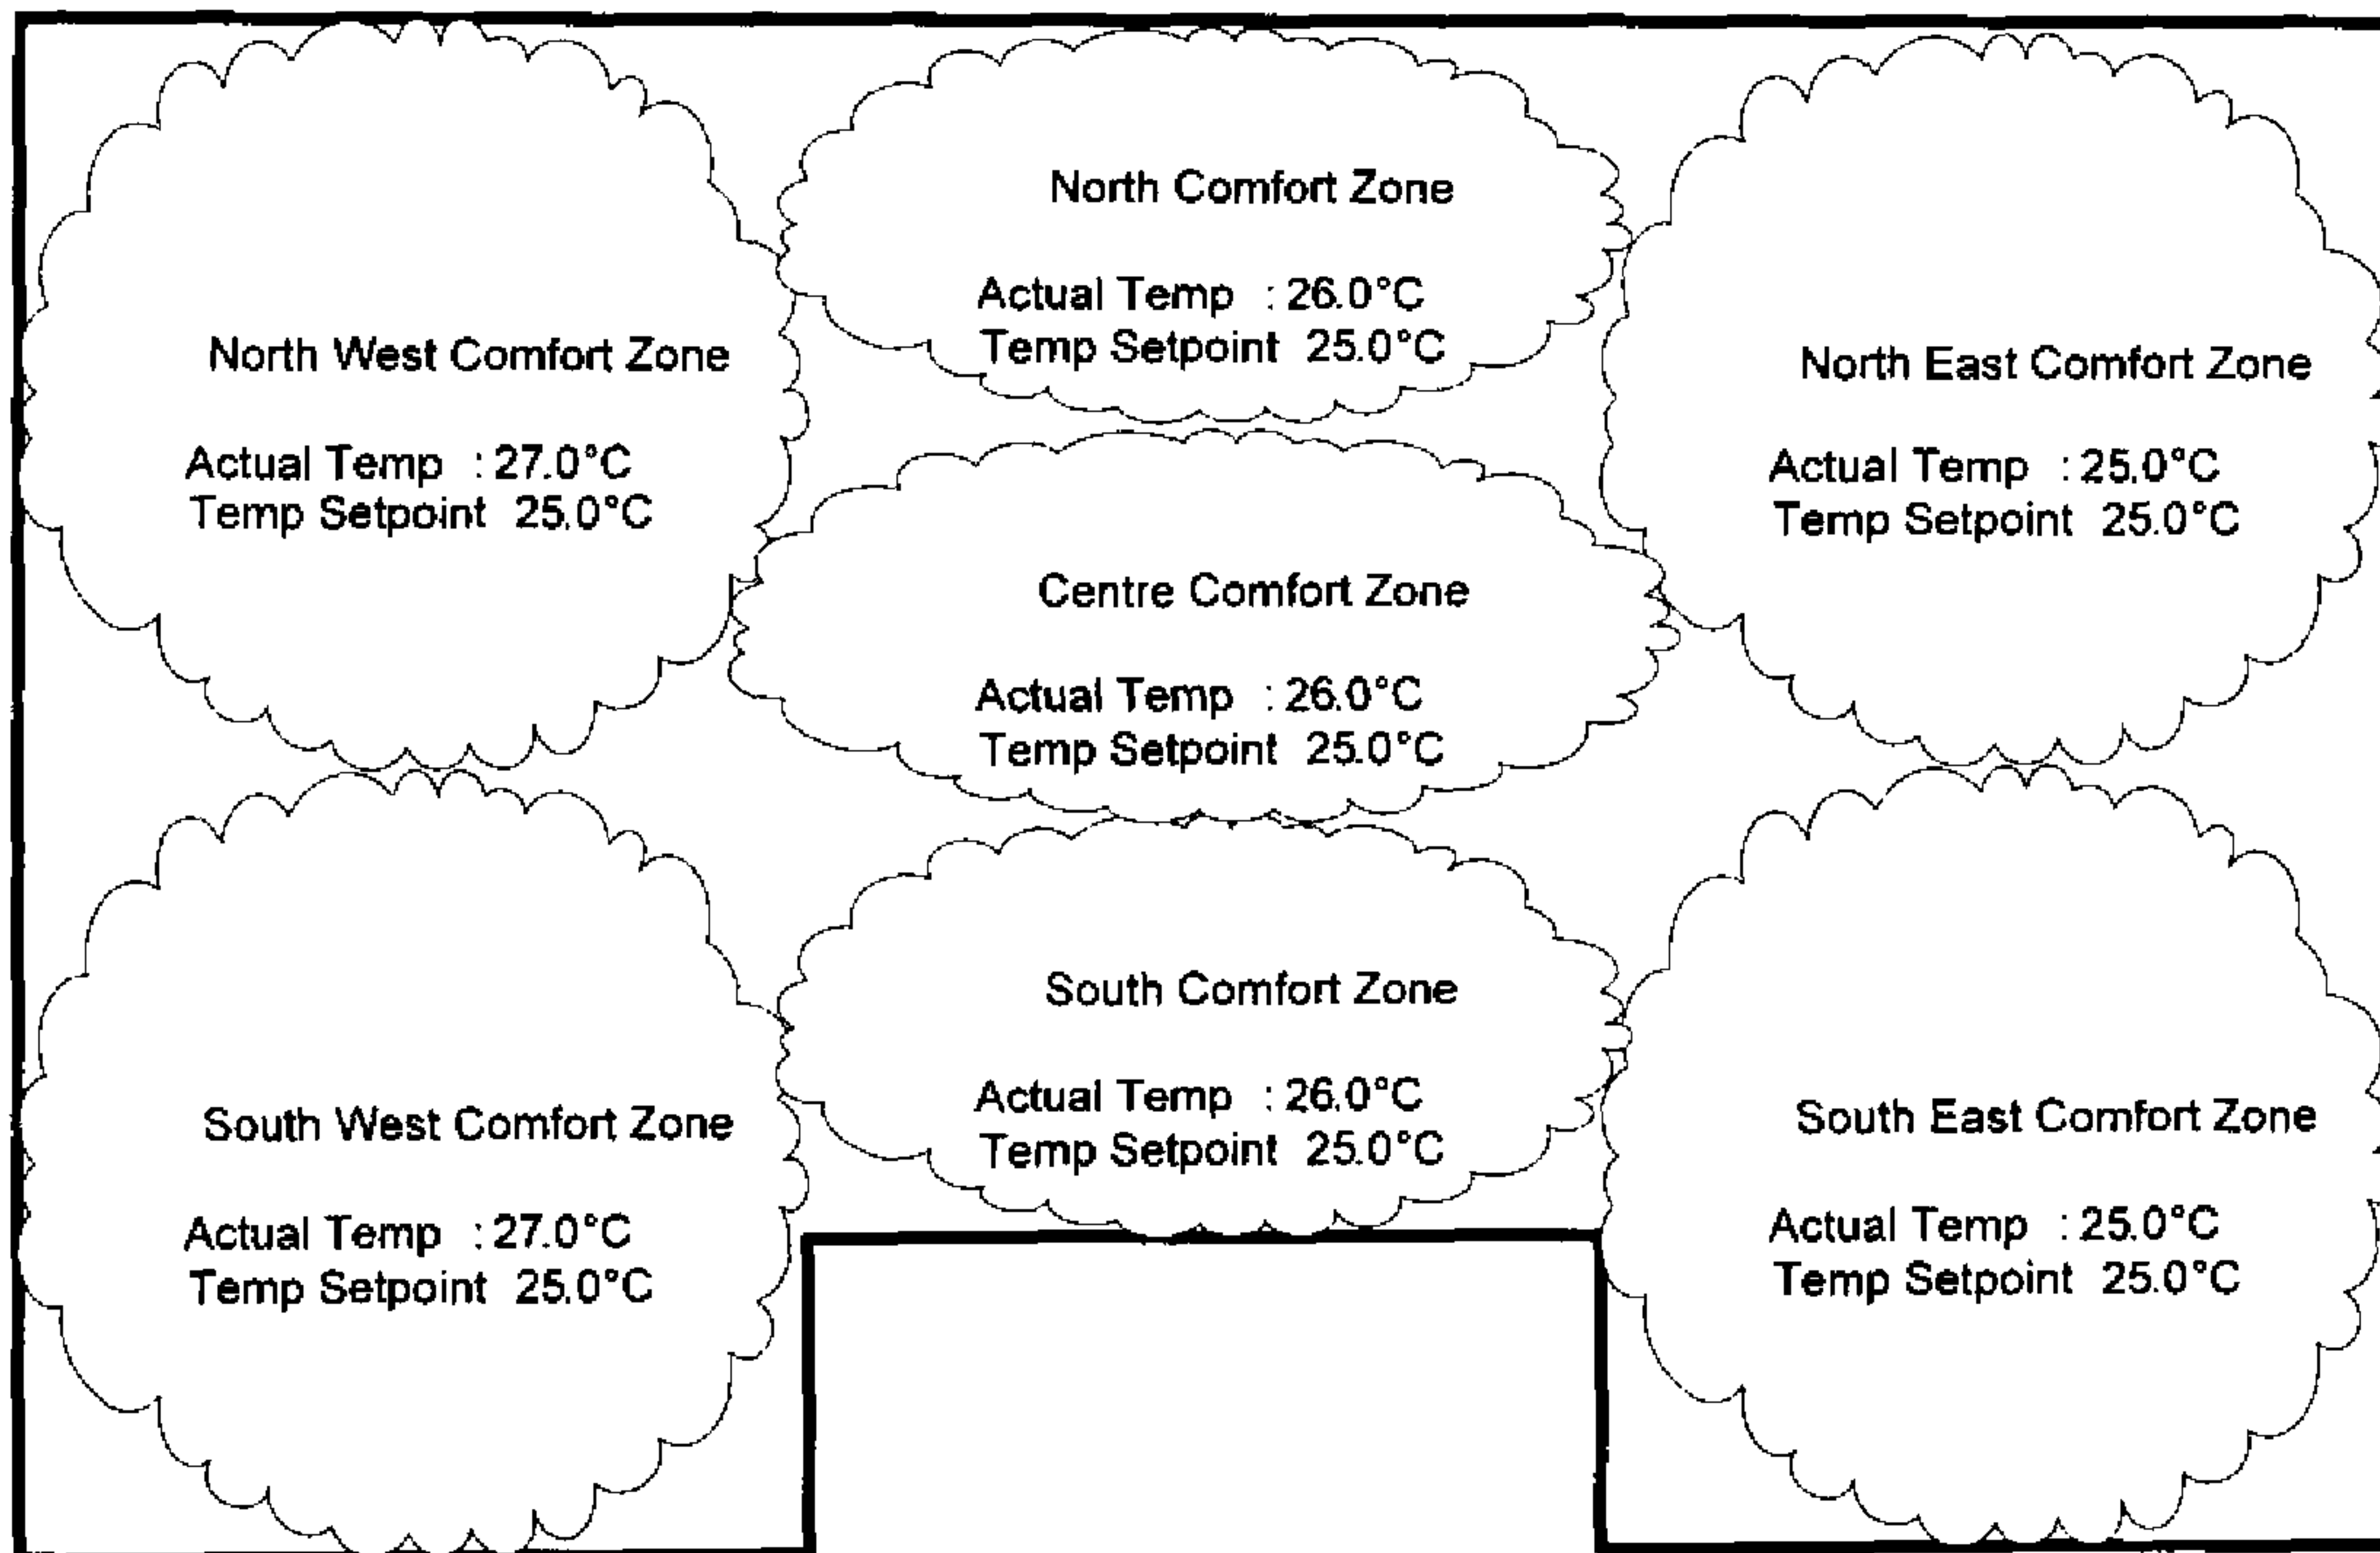 North West Comfort Zone
Actual Temp : 27.0°C
Temp Setpoint 25.0°C
North Comfort Zone
Actual Temp : 26.0°C
Temp Setpoint 25.0°C
North East Comfort Zone
Actual Temp : 25.0°C
Temp Setpoint 25.0°C
Centre Comfort Zone
Actual Temp : 26.0°C
Temp Setpoint 25.0°C
South West Comfort Zone
Actual Temp : 27.0°C
Temp Setpoint 25.0°C
South Comfort Zone
Actual Temp : 26.0°C
Temp Setpoint 25.0°C
South East Comfort Zone
Actual Temp : 25.0°C
Temp Setpoint 25.0°C